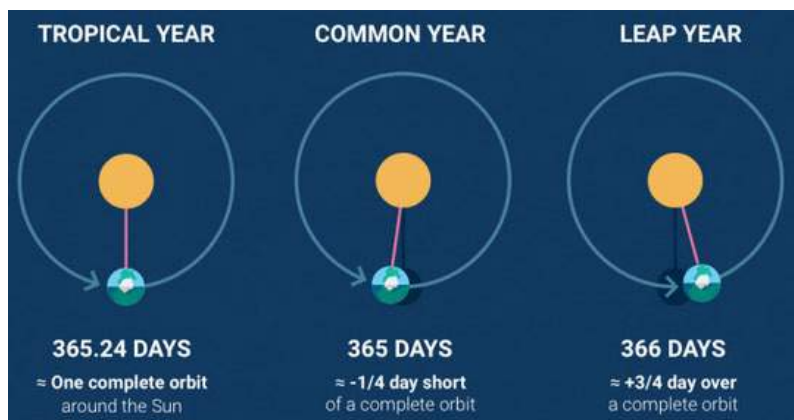 TROPICAL YEAR
COMMON YEAR
LEAP YEAR
365.24 DAYS
≈ One complete orbit
around the Sun
365 DAYS
≈ -1/4 day short
of a complete orbit
366 DAYS
≈ +3/4 day over
a complete orbit